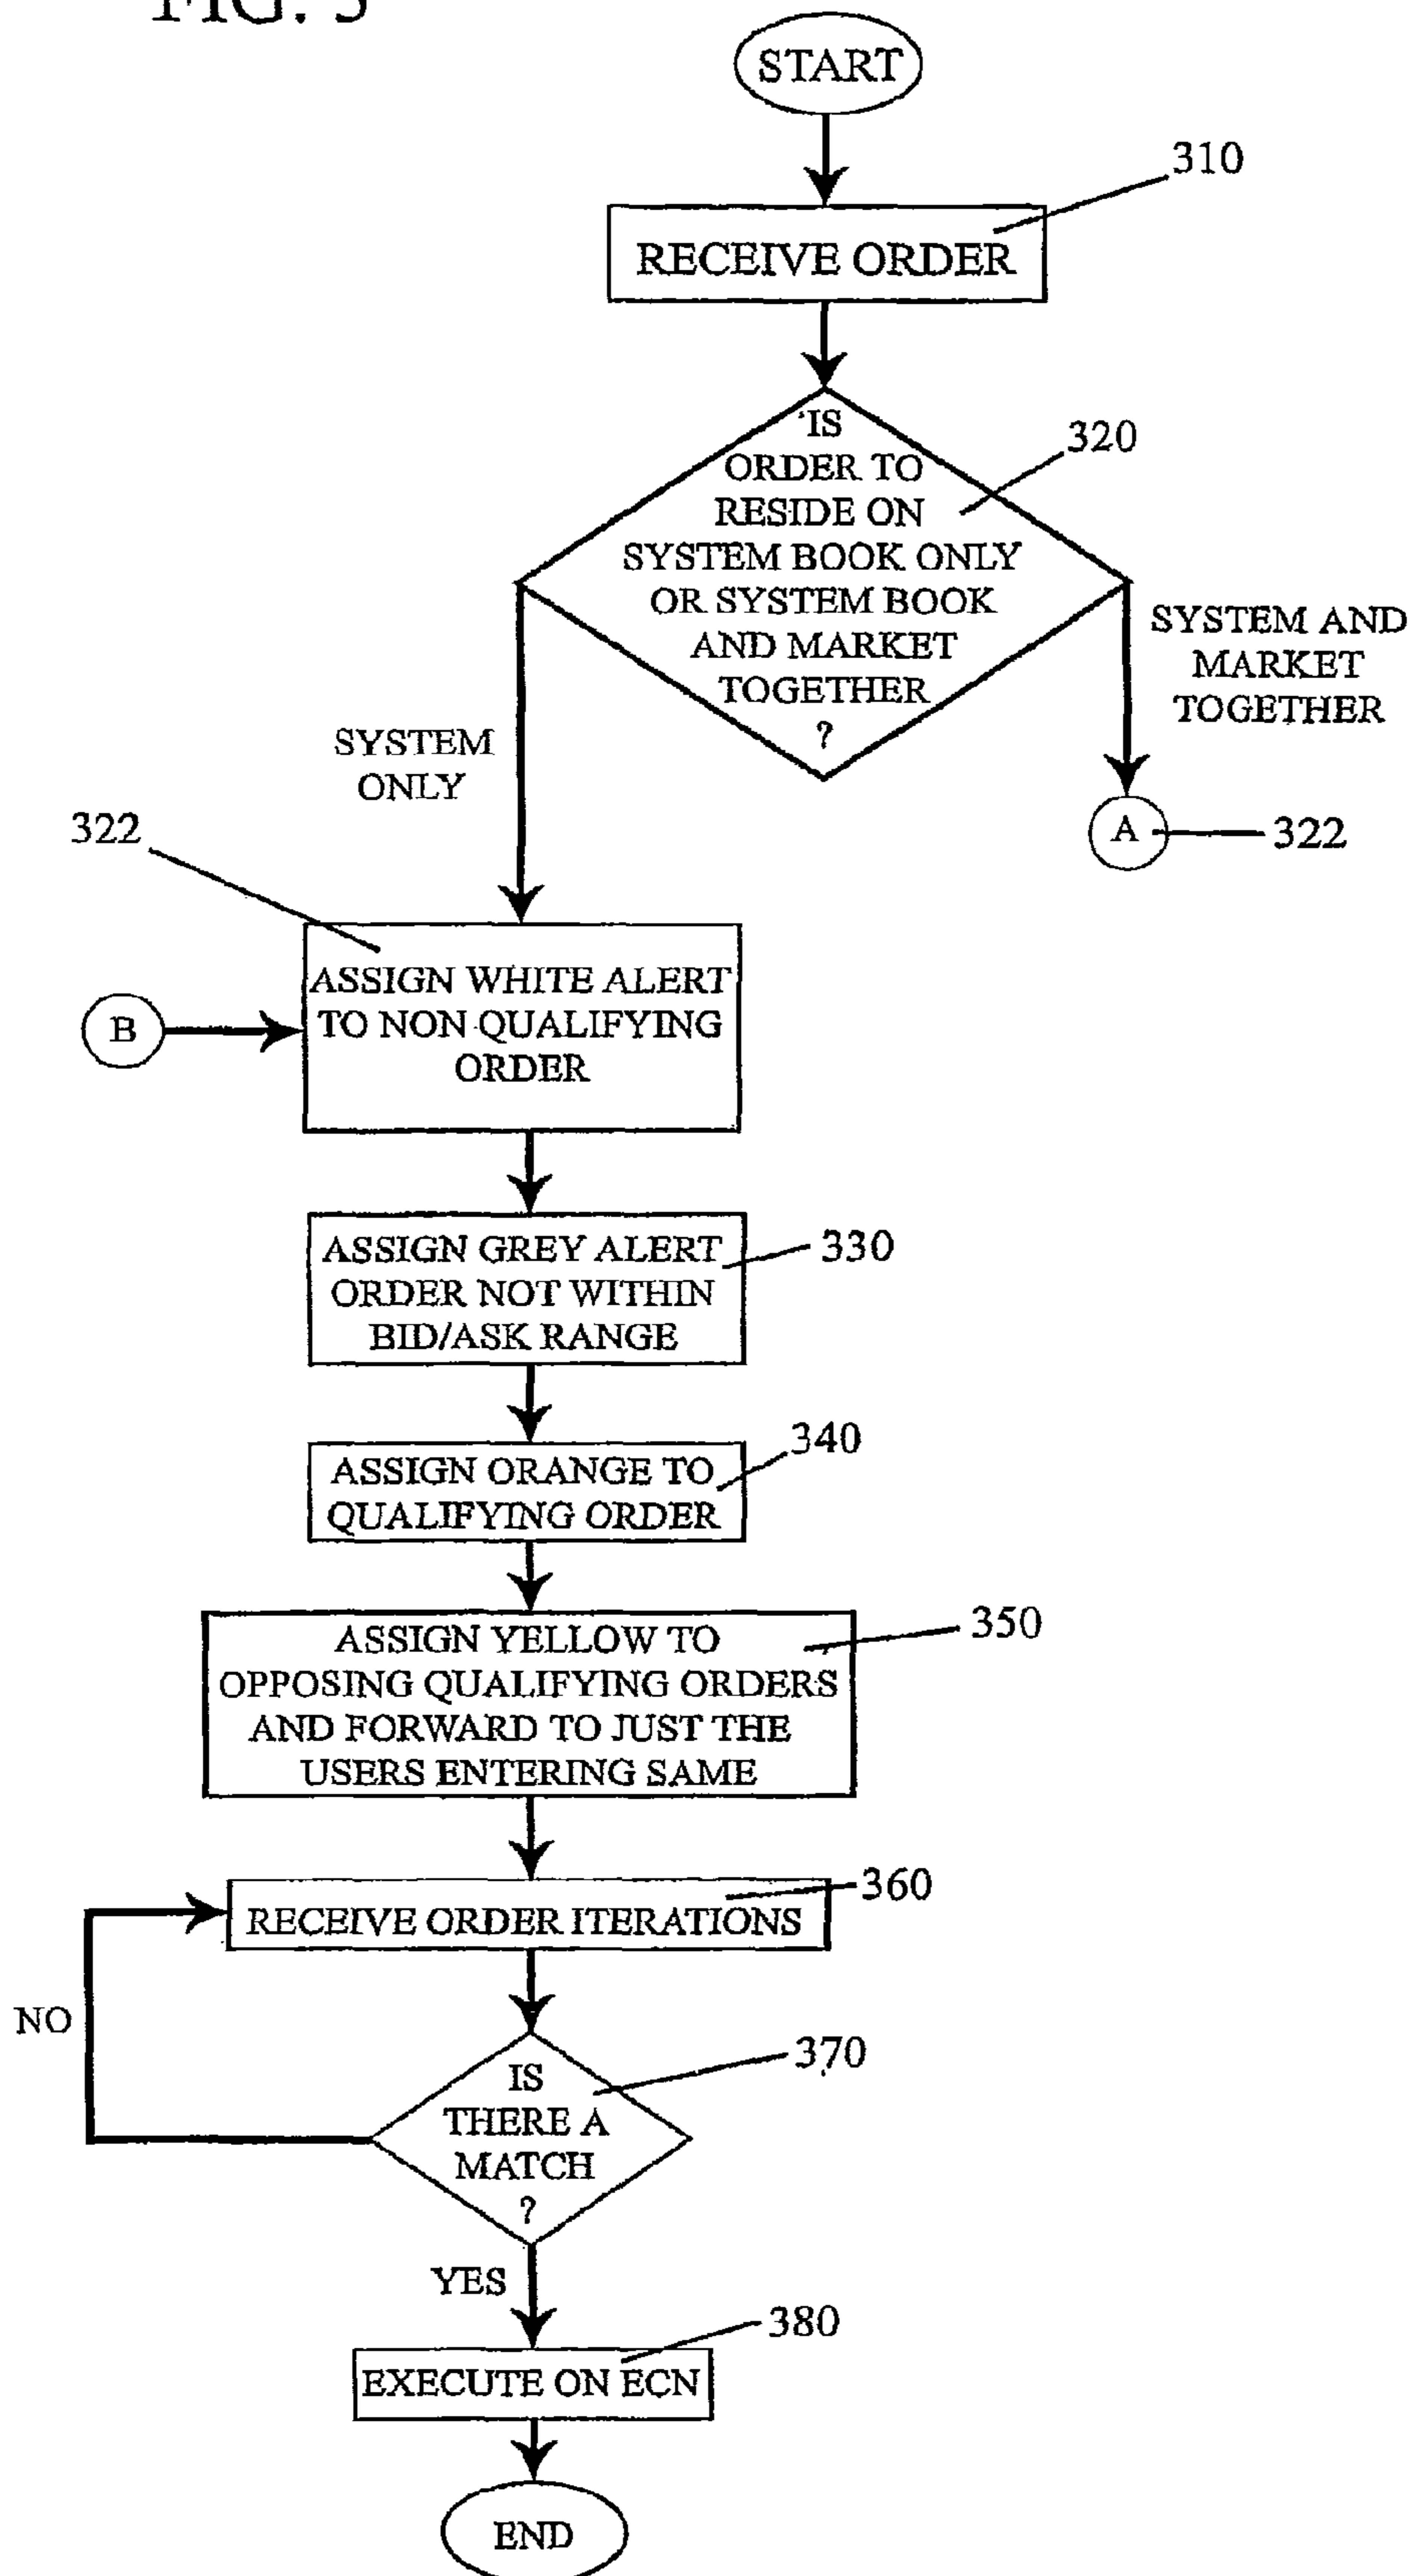 START
310
RECEIVE ORDER
IS
ORDER TO
RESIDE ON
SYSTEM BOOK ONLY
OR SYSTEM BOOK
AND MARKET
TOGETHER
?
320
SYSTEM AND
MARKET
TOGETHER
SYSTEM
ONLY
322
A
322
ASSIGN WHITE ALERT
TO NON QUALIFYING
ORDER
B
ASSIGN GREY ALERT
ORDER NOT WITHIN
BID/ASK RANGE
330
340
ASSIGN ORANGE TO
QUALIFYING ORDER
350
ASSIGN YELLOW TO
OPPOSING QUALIFYING ORDERS
AND FORWARD TO JUST THE
USERS ENTERING SAME
360
RECEIVE ORDER ITERATIONS
NO
370
IS
THERE A
MATCH
?
YES
380
EXECUTE ON ECN
END